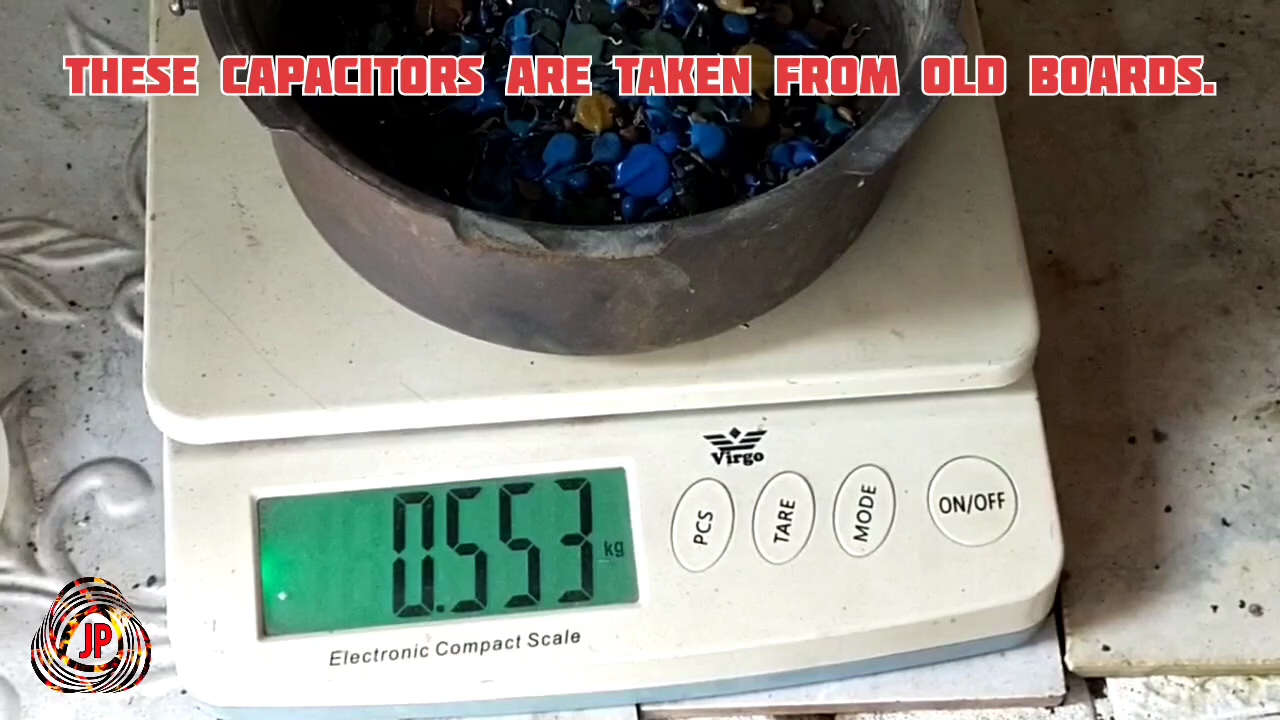 THESE CAPACITORS ARE TAKEN FROM OLD BOARDS.
Virgo
PCS
TARE
MODE
ON/OFF
0.553 kg
Electronic Compact Scale
JP